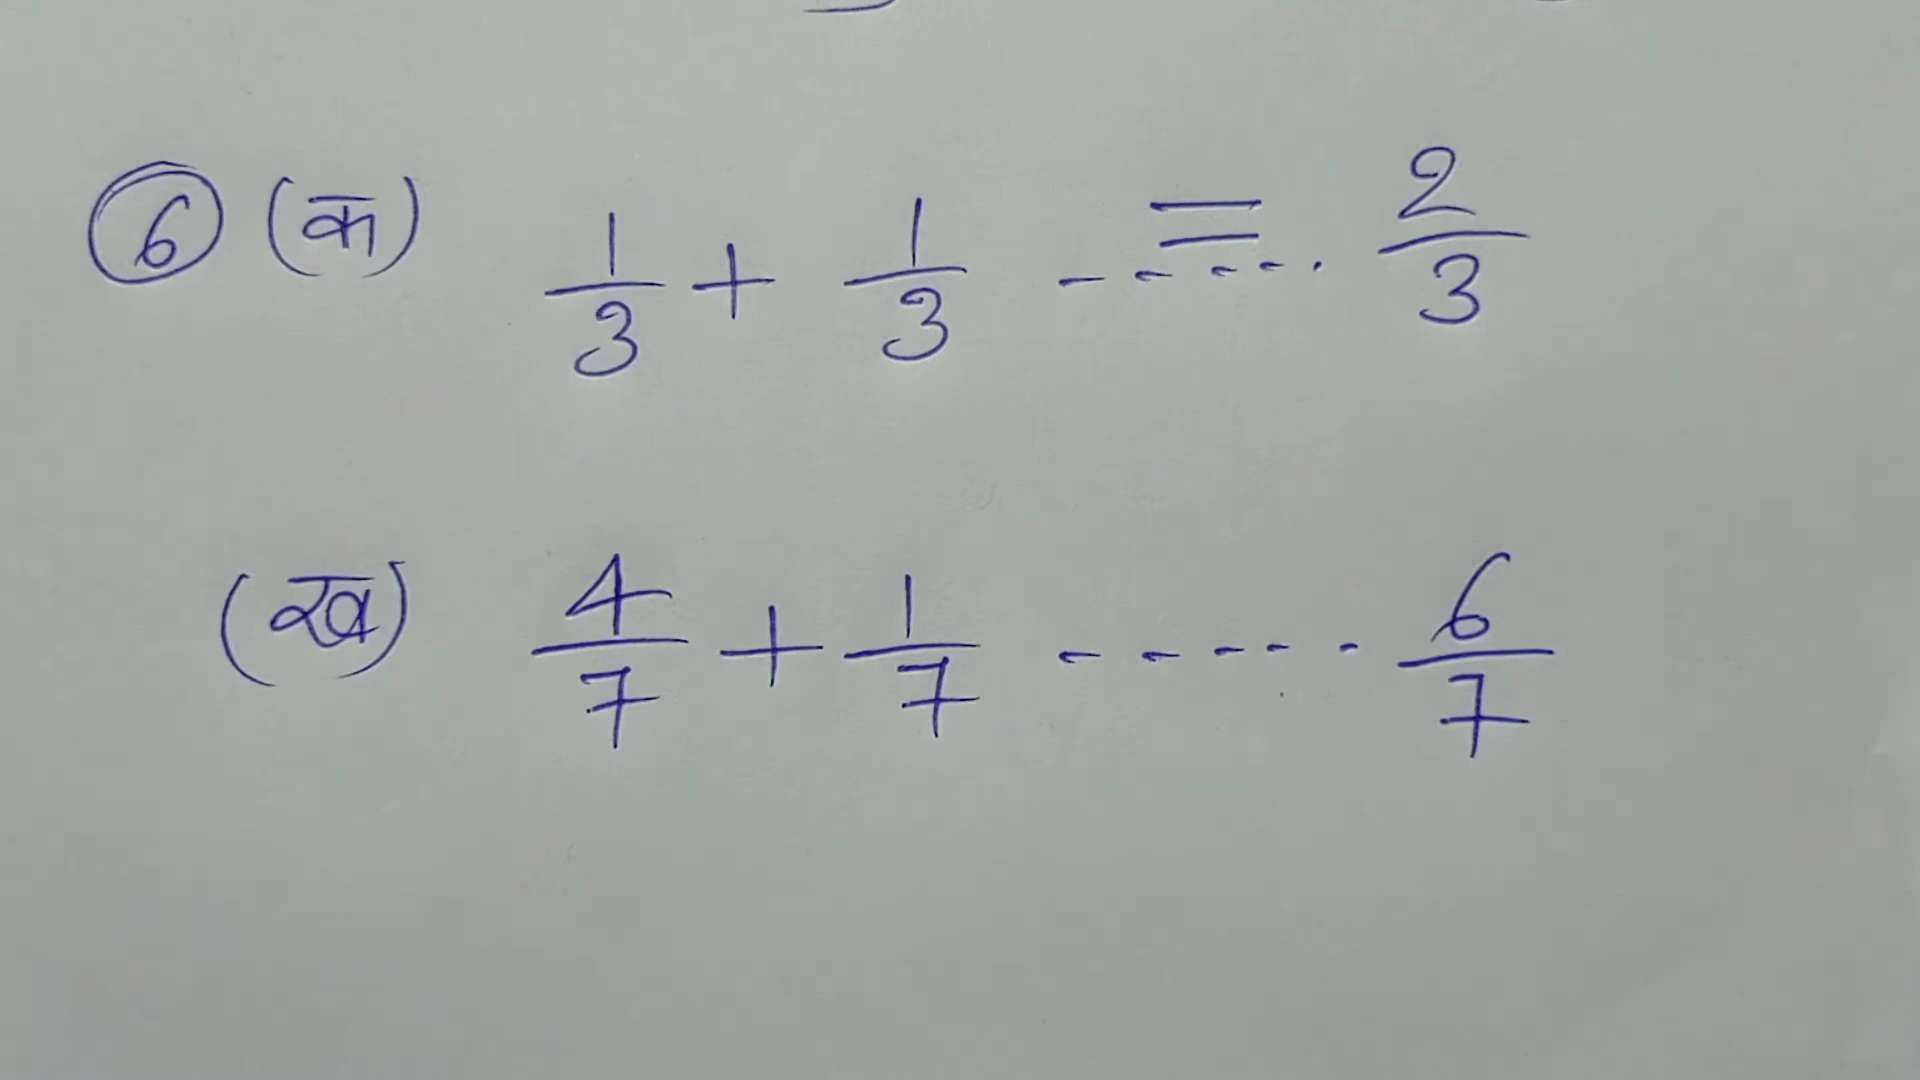 6 (क) 1/3 + 1/3 ----. = 2/3
(ख) 4/7 + 1/7 ----- 6/7